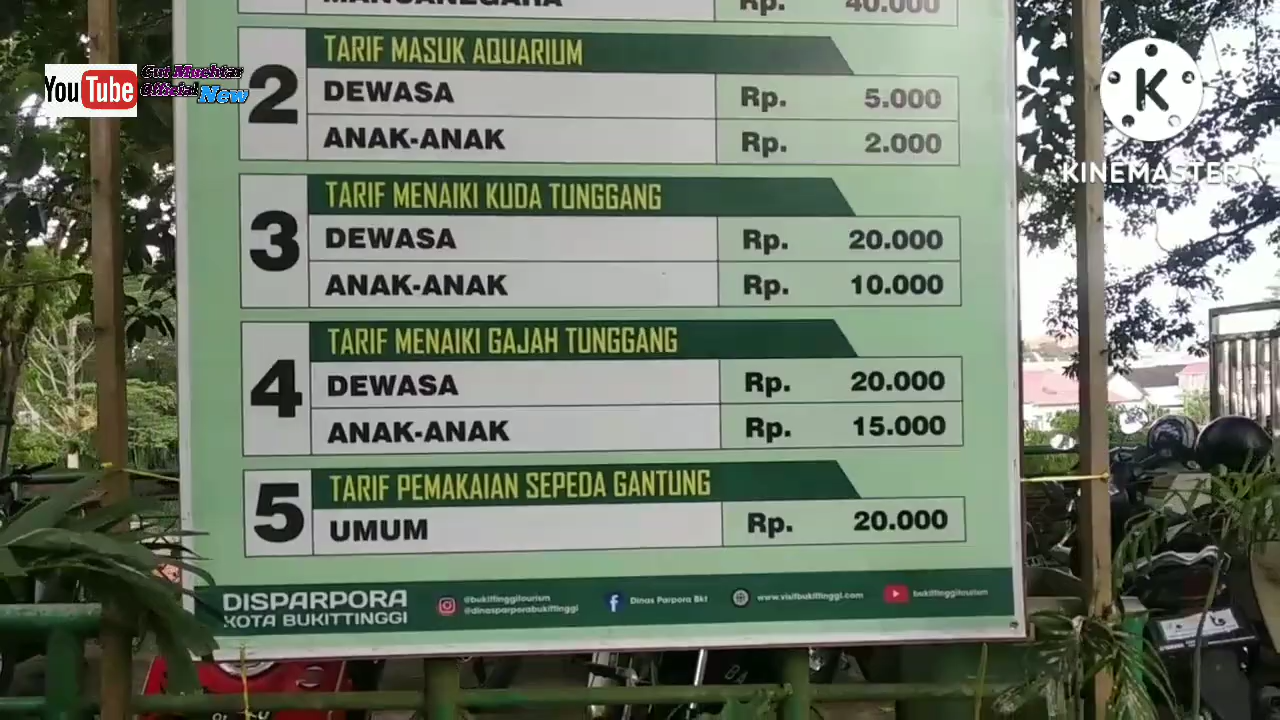 MANCANEGARA Rp. 40.000
2 TARIF MASUK AQUARIUM
DEWASA Rp. 5.000
ANAK-ANAK Rp. 2.000
3 TARIF MENAIKI KUDA TUNGGANG
DEWASA Rp. 20.000
ANAK-ANAK Rp. 10.000
4 TARIF MENAIKI GAJAH TUNGGANG
DEWASA Rp. 20.000
ANAK-ANAK Rp. 15.000
5 TARIF PEMAKAIAN SEPEDA GANTUNG
UMUM Rp. 20.000
DISPARPORA
KOTA BUKITTINGGI
@bukittinggitourism
@dinasparporabukittinggi
Dinas Parpora Bkt
www.visitbukittinggi.com
bukittinggitourism
YouTube
Cut Muchtar
Official New
K
KINEMASTER